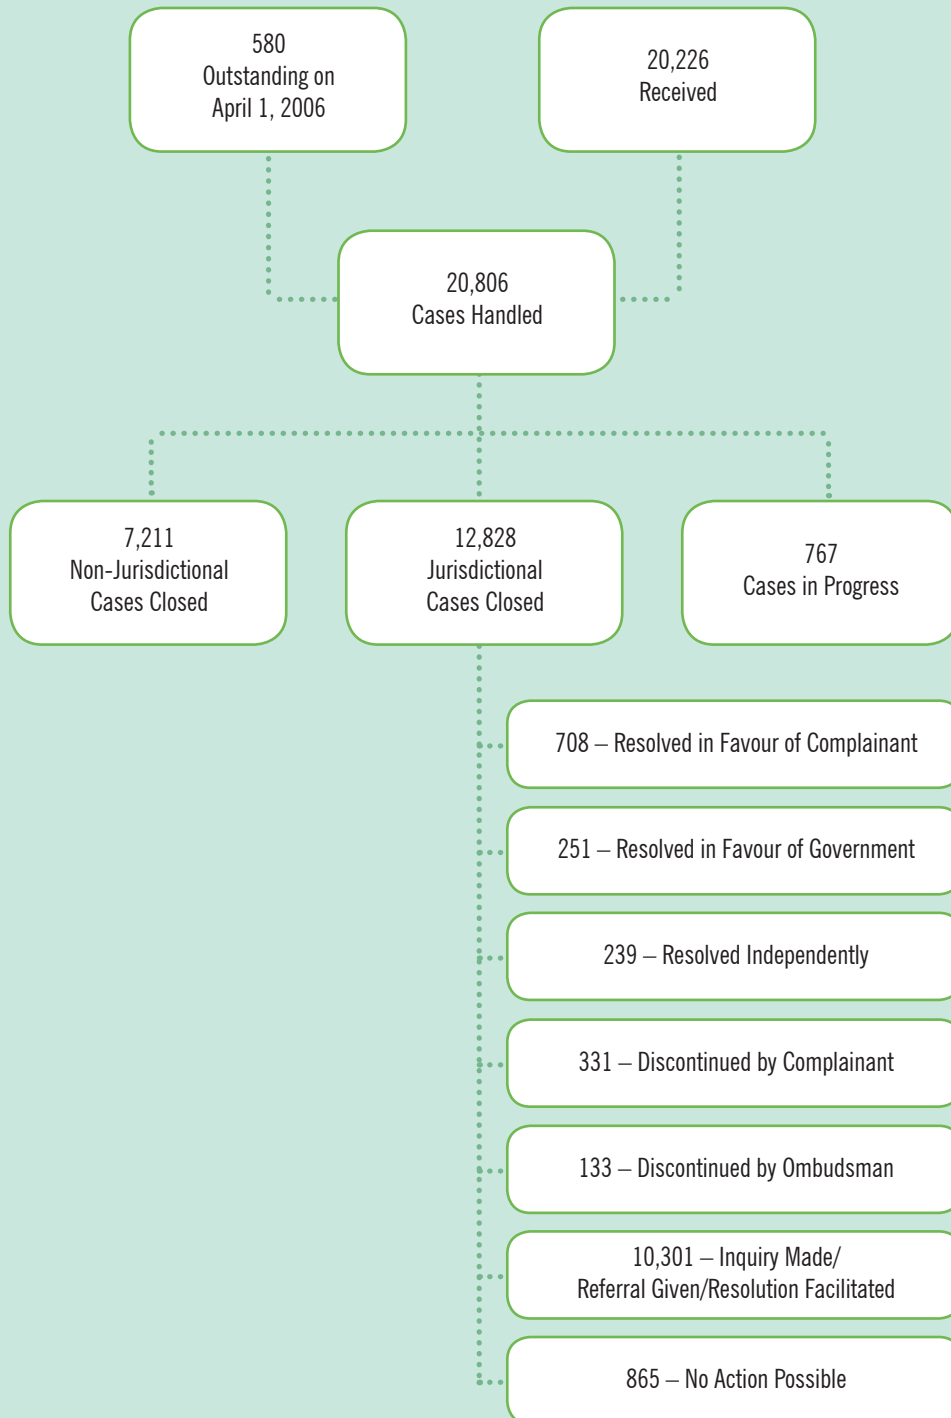 580
Outstanding on
April 1, 2006
20,226
Received
20,806
Cases Handled
7,211
Non-Jurisdictional
Cases Closed
12,828
Jurisdictional
Cases Closed
767
Cases in Progress
708 – Resolved in Favour of Complainant
251 – Resolved in Favour of Government
239 – Resolved Independently
331 – Discontinued by Complainant
133 – Discontinued by Ombudsman
10,301 – Inquiry Made/
Referral Given/Resolution Facilitated
865 – No Action Possible